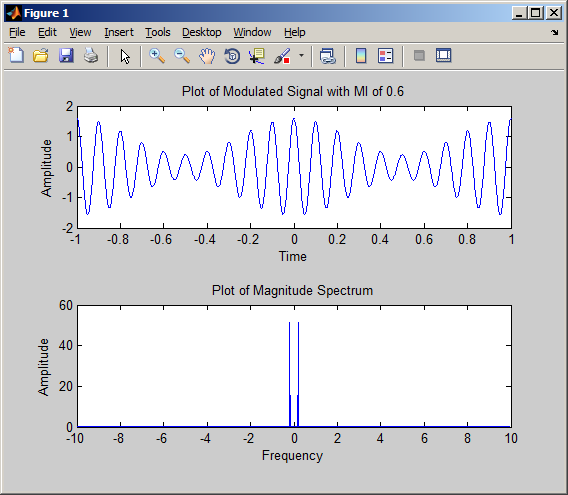 Figure 1
File Edit View Insert Tools Desktop Window Help
Plot of Modulated Signal with MI of 0.6
2
1
0
-1
-2
Amplitude
-1 -0.8 -0.6 -0.4 -0.2 0 0.2 0.4 0.6 0.8 1
Time
Plot of Magnitude Spectrum
60
40
20
0
Amplitude
-10 -8 -6 -4 -2 0 2 4 6 8 10
Frequency